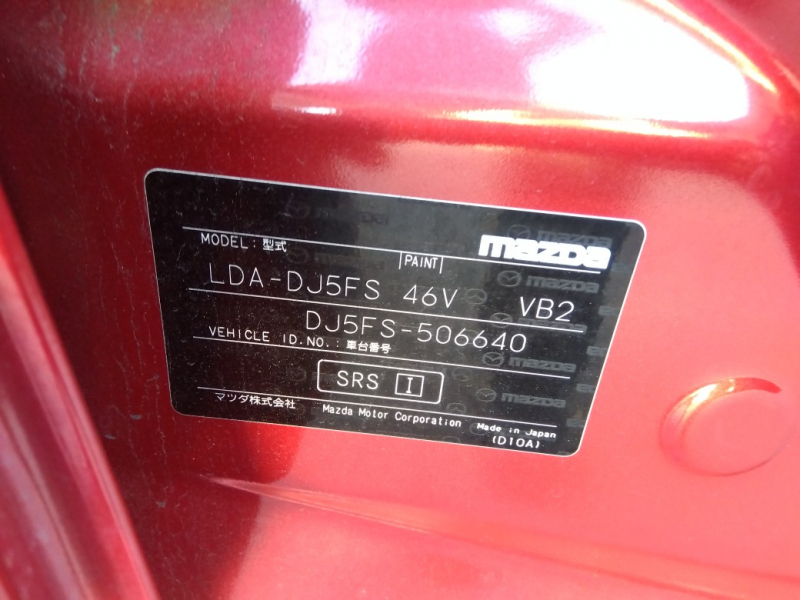 mazda
MODEL : 型式
PAINT
LDA-DJ5FS 46V VB2
DJ5FS-506640
VEHICLE ID.NO.: 車台番号
SRS I
マツダ株式会社 Mazda Motor Corporation Made in Japan
(D10A)